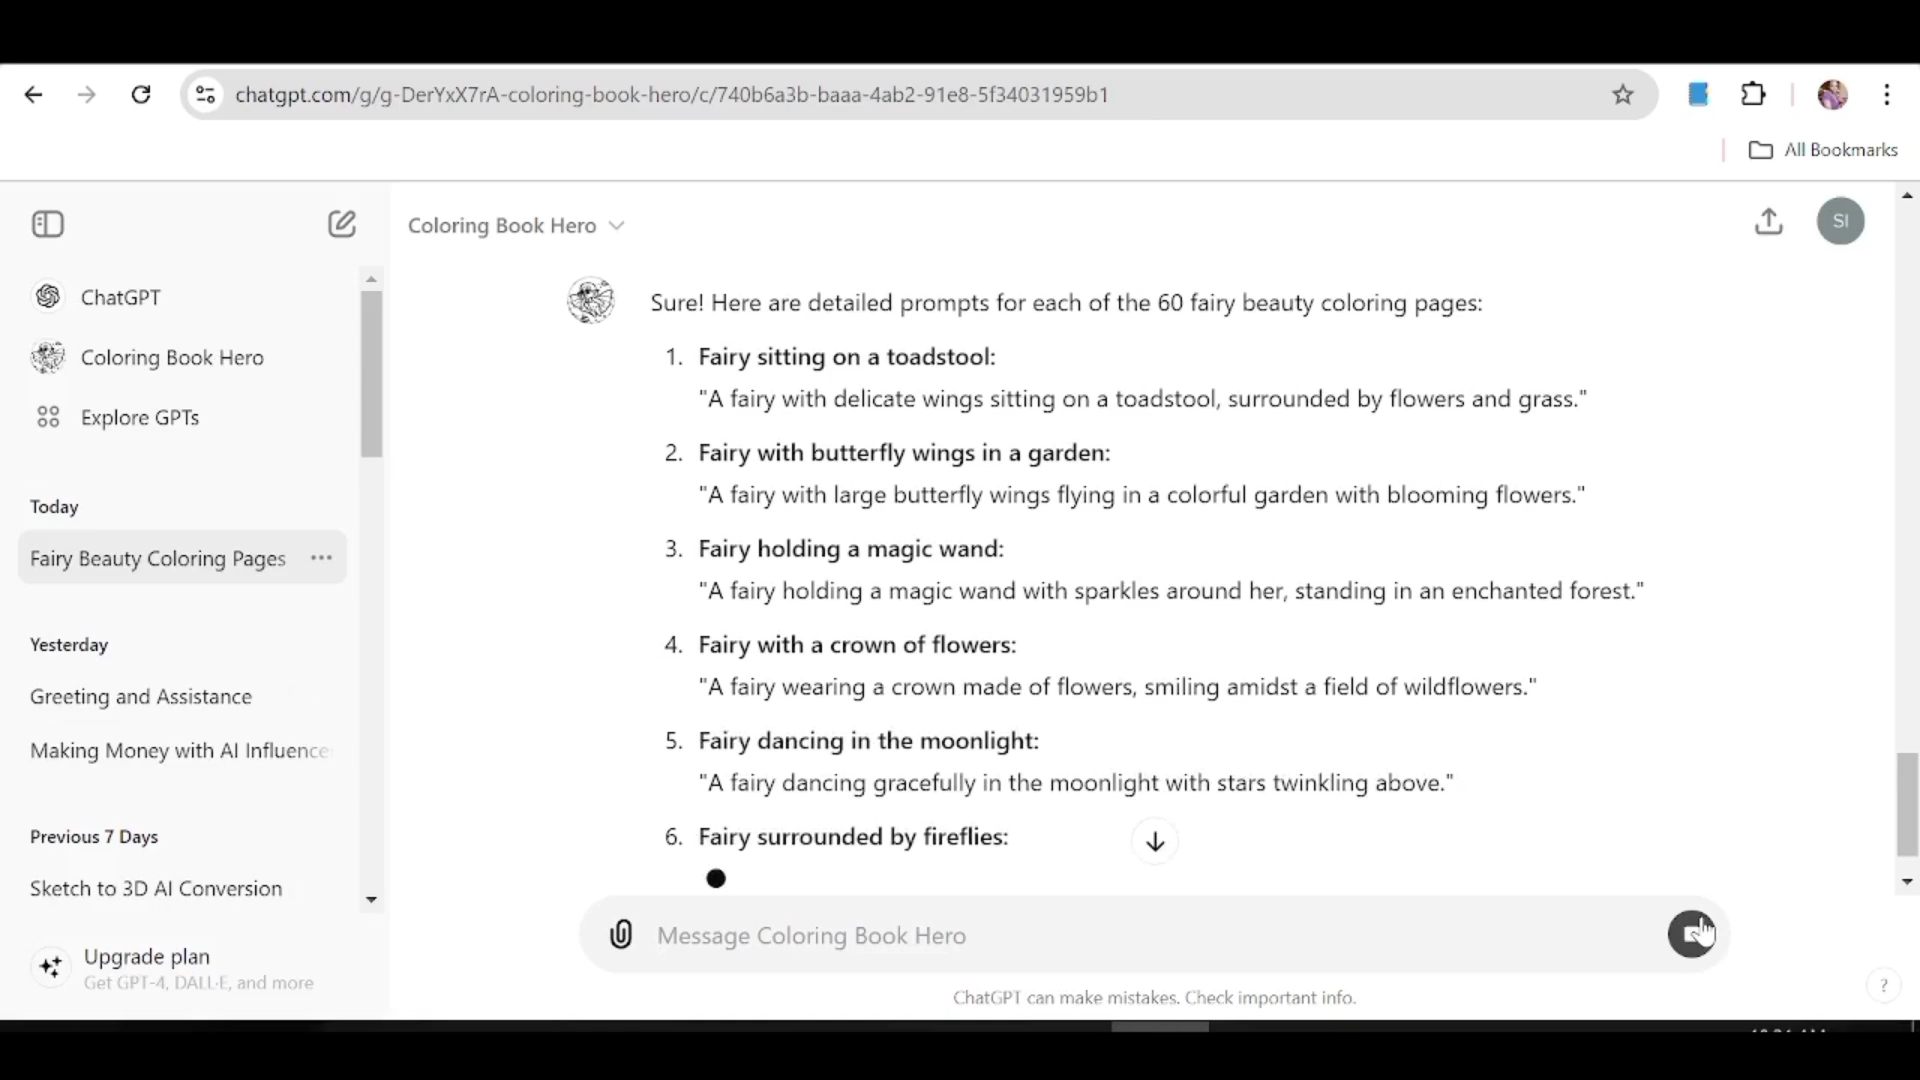 chatgpt.com/g/g-DerYxX7rA-coloring-book-hero/c/740b6a3b-baaa-4ab2-91e8-5f34031959b1
All Bookmarks
Coloring Book Hero
SI
ChatGPT
Coloring Book Hero
Explore GPTs
Today
Fairy Beauty Coloring Pages
Yesterday
Greeting and Assistance
Making Money with AI Influence
Previous 7 Days
Sketch to 3D AI Conversion
Upgrade plan
Get GPT-4, DALL·E, and more
Sure! Here are detailed prompts for each of the 60 fairy beauty coloring pages:
1. Fairy sitting on a toadstool:
"A fairy with delicate wings sitting on a toadstool, surrounded by flowers and grass."
2. Fairy with butterfly wings in a garden:
"A fairy with large butterfly wings flying in a colorful garden with blooming flowers."
3. Fairy holding a magic wand:
"A fairy holding a magic wand with sparkles around her, standing in an enchanted forest."
4. Fairy with a crown of flowers:
"A fairy wearing a crown made of flowers, smiling amidst a field of wildflowers."
5. Fairy dancing in the moonlight:
"A fairy dancing gracefully in the moonlight with stars twinkling above."
6. Fairy surrounded by fireflies:
Message Coloring Book Hero
ChatGPT can make mistakes. Check important info.
?